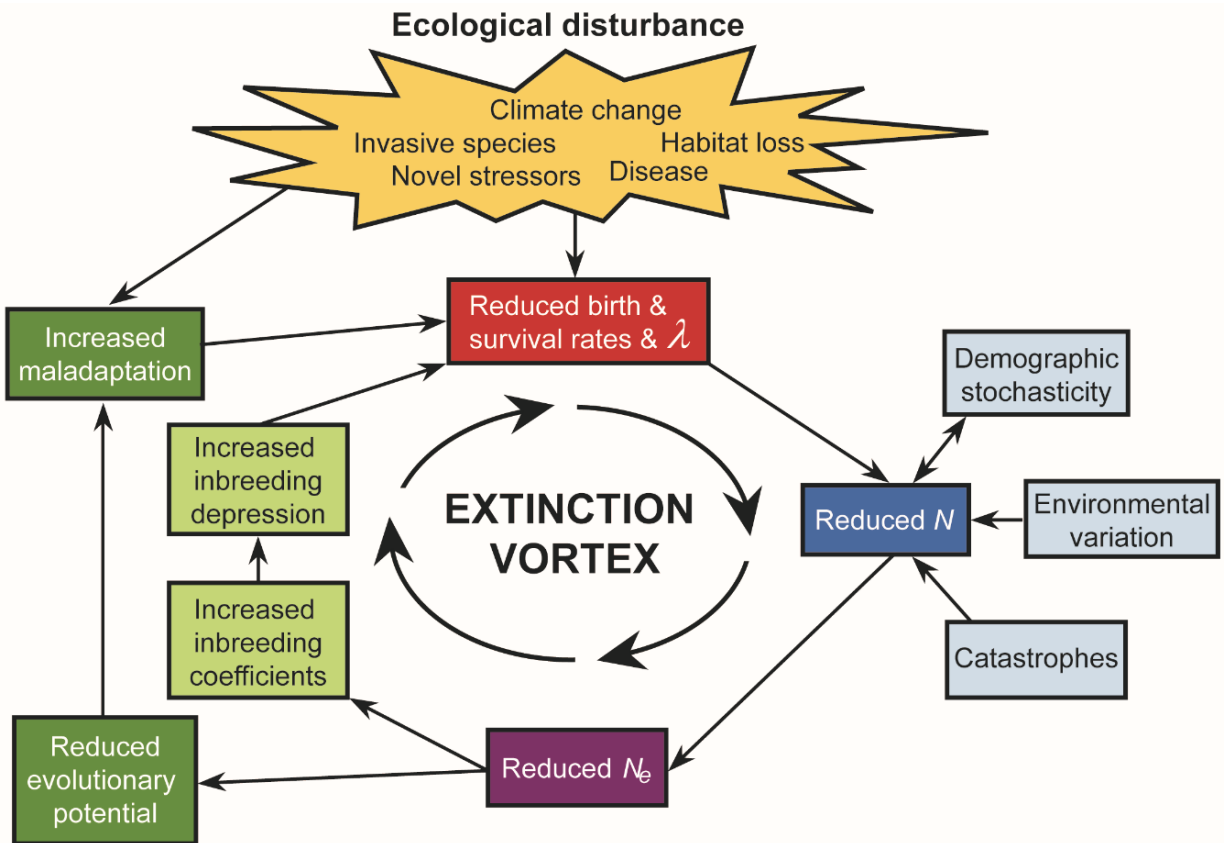 Ecological disturbance
Climate change
Invasive species
Habitat loss
Novel stressors
Disease
Reduced birth &
survival rates & λ
Increased
maladaptation
Demographic
stochasticity
Increased
inbreeding
depression
EXTINCTION
VORTEX
Reduced N
Environmental
variation
Increased
inbreeding
coefficients
Catastrophes
Reduced
evolutionary
potential
Reduced Ne